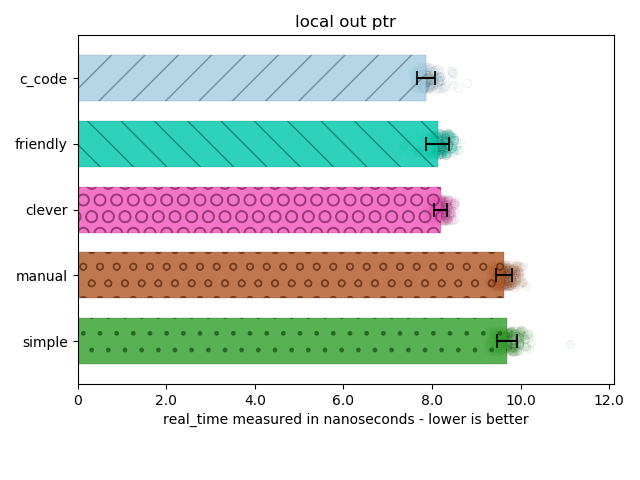 local out ptr
c_code
friendly
clever
manual
simple
0 2.0 4.0 6.0 8.0 10.0 12.0
real_time measured in nanoseconds - lower is better